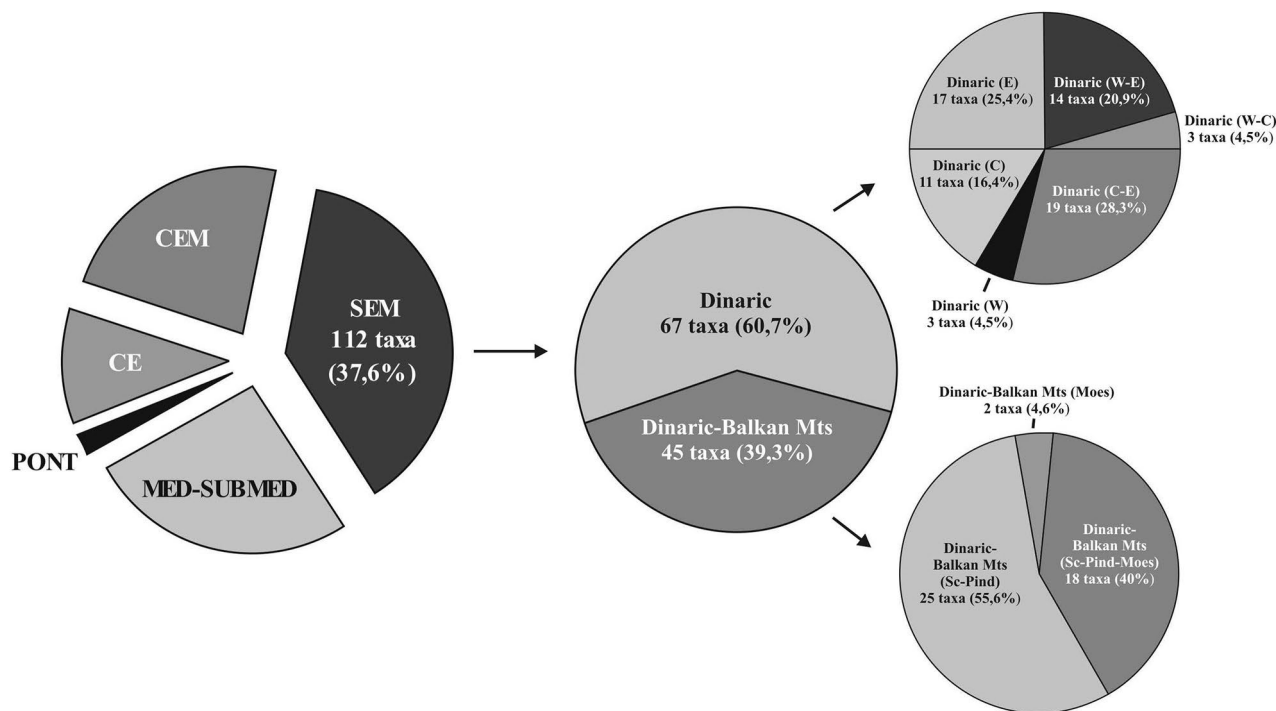 CEM
CE
PONT
MED-SUBMED
SEM
112 taxa
(37,6%)
Dinaric
67 taxa (60,7%)
Dinaric-Balkan Mts
45 taxa (39,3%)
Dinaric (E)
17 taxa (25,4%)
Dinaric (W-E)
14 taxa (20,9%)
Dinaric (W-C)
3 taxa (4,5%)
Dinaric (C)
11 taxa (16,4%)
Dinaric (C-E)
19 taxa (28,3%)
Dinaric (W)
3 taxa (4,5%)
Dinaric-Balkan Mts (Moes)
2 taxa (4,6%)
Dinaric-
Balkan Mts
(Sc-Pind)
25 taxa (55,6%)
Dinaric-
Balkan Mts
(Sc-Pind-Moes)
18 taxa (40%)